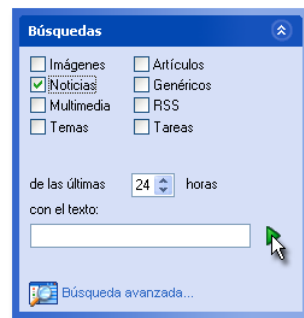 Búsquedas
Imágenes Artículos
Noticias Genéricos
Multimedia RSS
Temas Tareas
de las últimas 24 horas
con el texto:
Búsqueda avanzada...